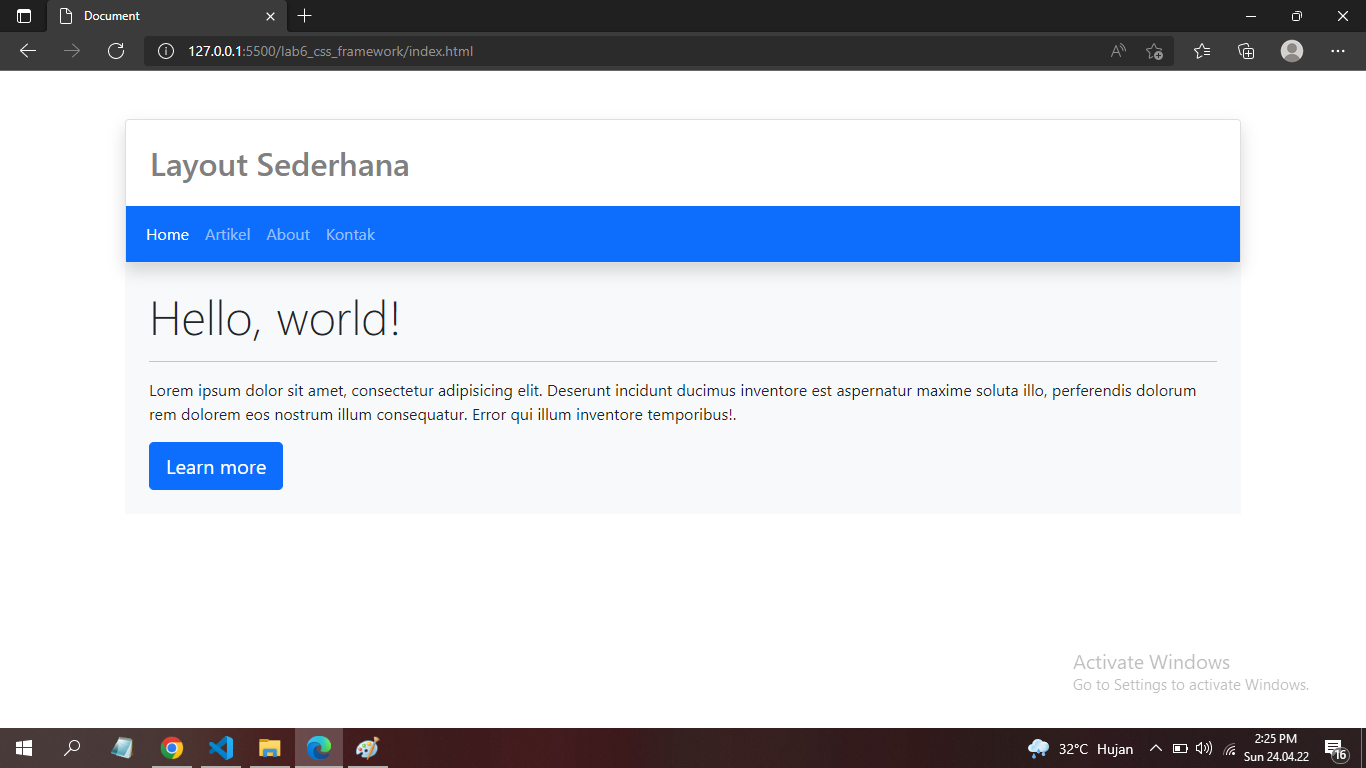 Document
127.0.0.1:5500/lab6_css_framework/index.html
Layout Sederhana
Home Artikel About Kontak
Hello, world!
Lorem ipsum dolor sit amet, consectetur adipisicing elit. Deserunt incidunt ducimus inventore est aspernatur maxime soluta illo, perferendis dolorum
rem dolorem eos nostrum illum consequatur. Error qui illum inventore temporibus!.
Learn more
Activate Windows
Go to Settings to activate Windows.
32°C Hujan
2:25 PM
Sun 24.04.22
16